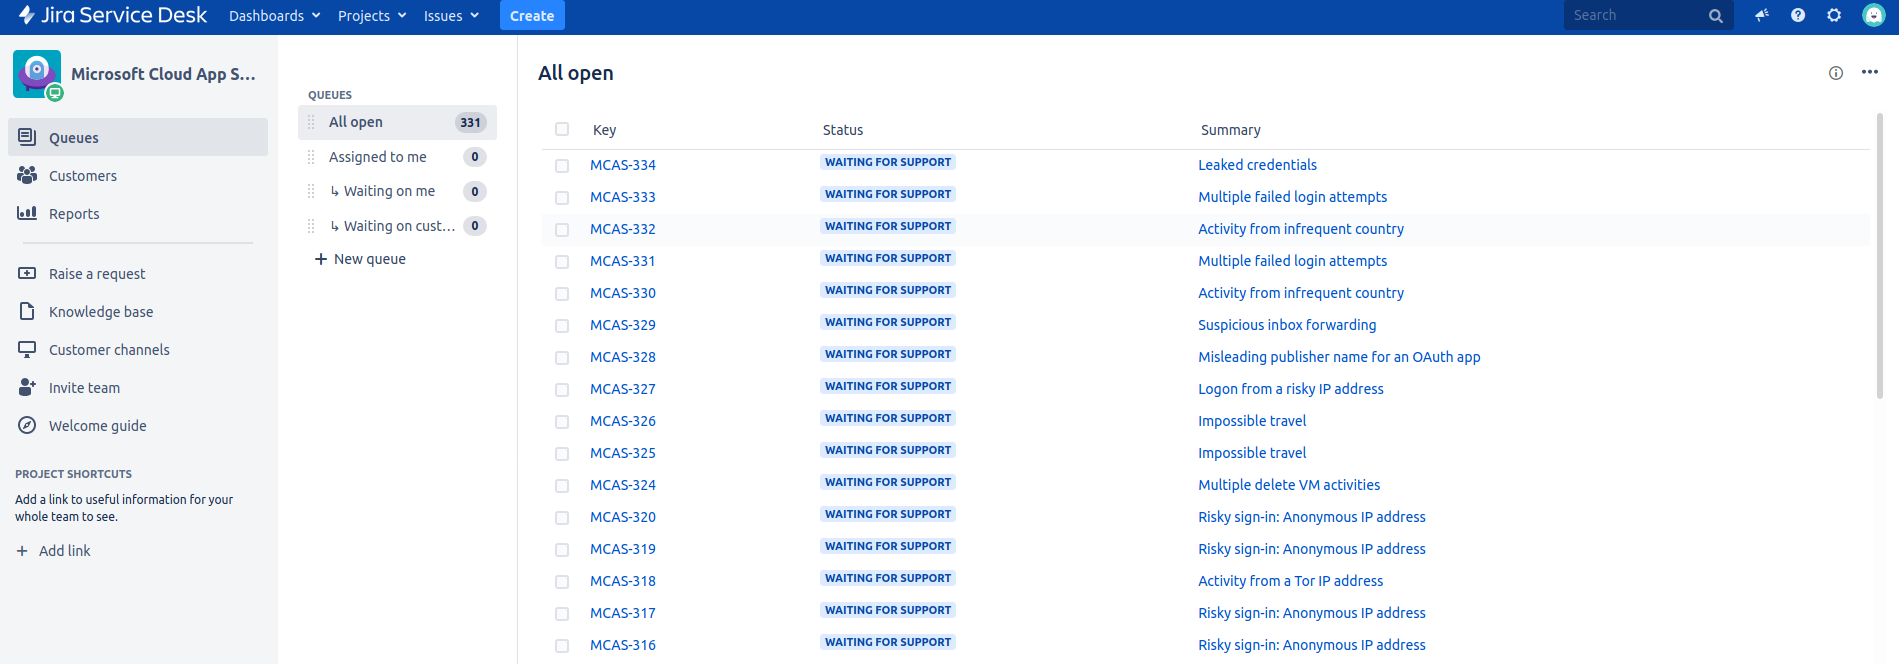 Jira Service Desk Dashboards Projects Issues Create Search
Microsoft Cloud App S...
Queues
Customers
Reports
Raise a request
Knowledge base
Customer channels
Invite team
Welcome guide
PROJECT SHORTCUTS
Add a link to useful information for your
whole team to see.
+ Add link
QUEUES
All open 331
Assigned to me 0
↳ Waiting on me 0
↳ Waiting on cust... 0
+ New queue
All open
Key Status Summary
MCAS-334 WAITING FOR SUPPORT Leaked credentials
MCAS-333 WAITING FOR SUPPORT Multiple failed login attempts
MCAS-332 WAITING FOR SUPPORT Activity from infrequent country
MCAS-331 WAITING FOR SUPPORT Multiple failed login attempts
MCAS-330 WAITING FOR SUPPORT Activity from infrequent country
MCAS-329 WAITING FOR SUPPORT Suspicious inbox forwarding
MCAS-328 WAITING FOR SUPPORT Misleading publisher name for an OAuth app
MCAS-327 WAITING FOR SUPPORT Logon from a risky IP address
MCAS-326 WAITING FOR SUPPORT Impossible travel
MCAS-325 WAITING FOR SUPPORT Impossible travel
MCAS-324 WAITING FOR SUPPORT Multiple delete VM activities
MCAS-320 WAITING FOR SUPPORT Risky sign-in: Anonymous IP address
MCAS-319 WAITING FOR SUPPORT Risky sign-in: Anonymous IP address
MCAS-318 WAITING FOR SUPPORT Activity from a Tor IP address
MCAS-317 WAITING FOR SUPPORT Risky sign-in: Anonymous IP address
MCAS-316 WAITING FOR SUPPORT Risky sign-in: Anonymous IP address